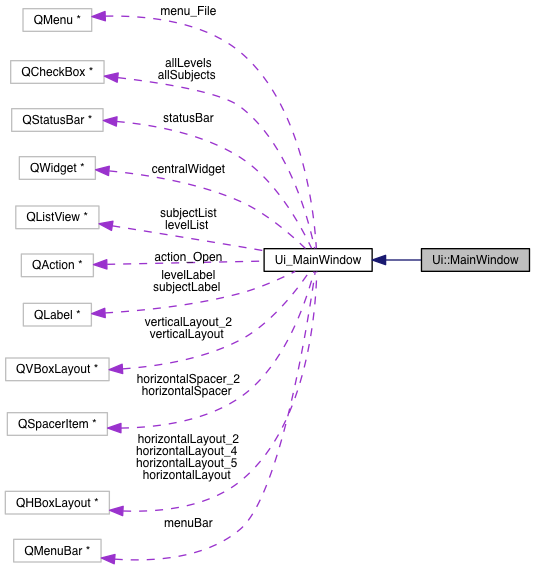 QMenu *
menu_File
QCheckBox *
allLevels
allSubjects
QStatusBar *
statusBar
QWidget *
centralWidget
QListView *
subjectList
levelList
QAction *
action_Open
Ui_MainWindow
Ui::MainWindow
QLabel *
levelLabel
subjectLabel
QVBoxLayout *
verticalLayout_2
verticalLayout
QSpacerItem *
horizontalSpacer_2
horizontalSpacer
QHBoxLayout *
horizontalLayout_2
horizontalLayout_4
horizontalLayout_5
horizontalLayout
QMenuBar *
menuBar